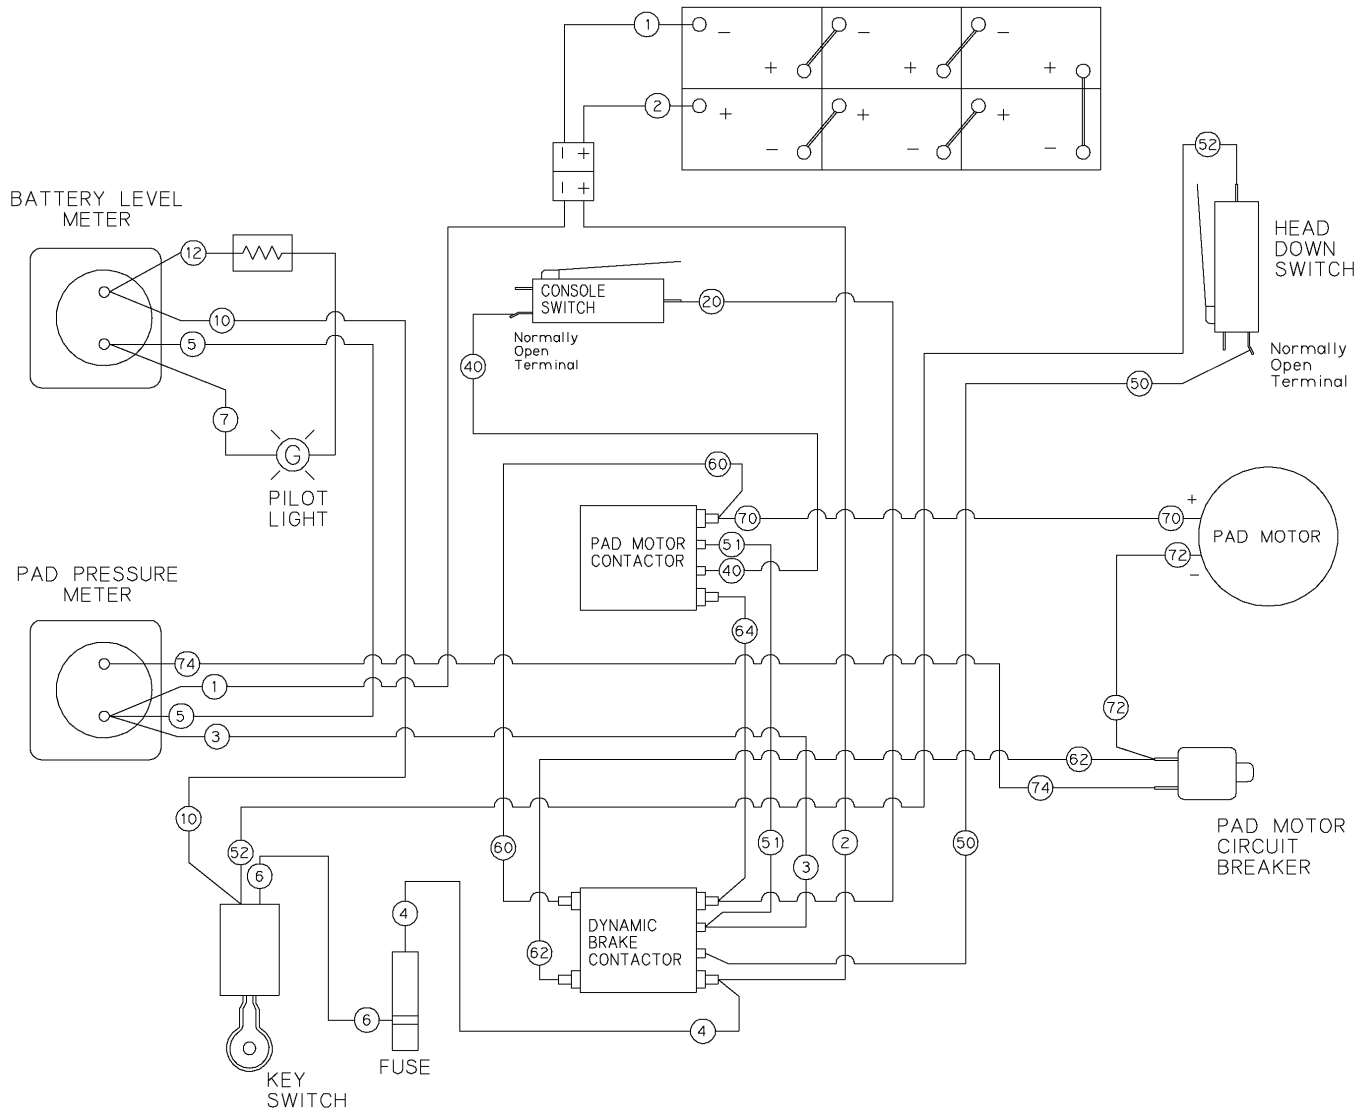 1
−
−
−
+
+
+
2
+
+
+
−
−
−
− +
− +
52
BATTERY LEVEL
METER
HEAD
DOWN
SWITCH
12
CONSOLE
SWITCH
20
10
5
Normally
Open
Terminal
Normally
Open
Terminal
40
50
7
G
PILOT
LIGHT
60
70
70
+
PAD MOTOR
CONTACTOR
51
40
PAD MOTOR
72
−
PAD PRESSURE
METER
64
74
1
5
3
72
62
74
10
52
6
60
51
3
2
50
PAD MOTOR
CIRCUIT
BREAKER
4
DYNAMIC
BRAKE
CONTACTOR
62
6
4
FUSE
KEY
SWITCH